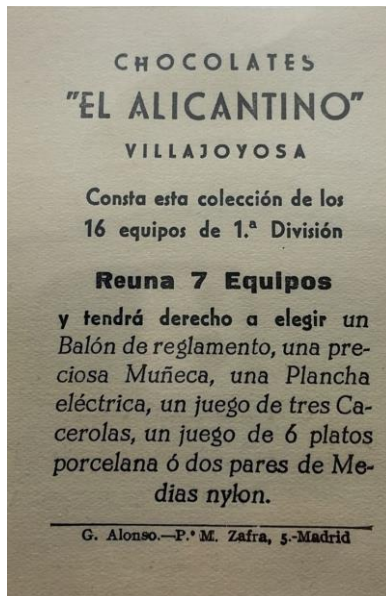 CHOCOLATES
"EL ALICANTINO"
VILLAJOYOSA
Consta esta colección de los
16 equipos de 1.ª División
Reuna 7 Equipos
y tendrá derecho a elegir un
Balón de reglamento, una pre-
ciosa Muñeca, una Plancha
eléctrica, un juego de tres Ca-
cerolas, un juego de 6 platos
porcelana ó dos pares de Me-
dias nylon.
G. Alonso.—P.º M. Zafra, 5.-Madrid